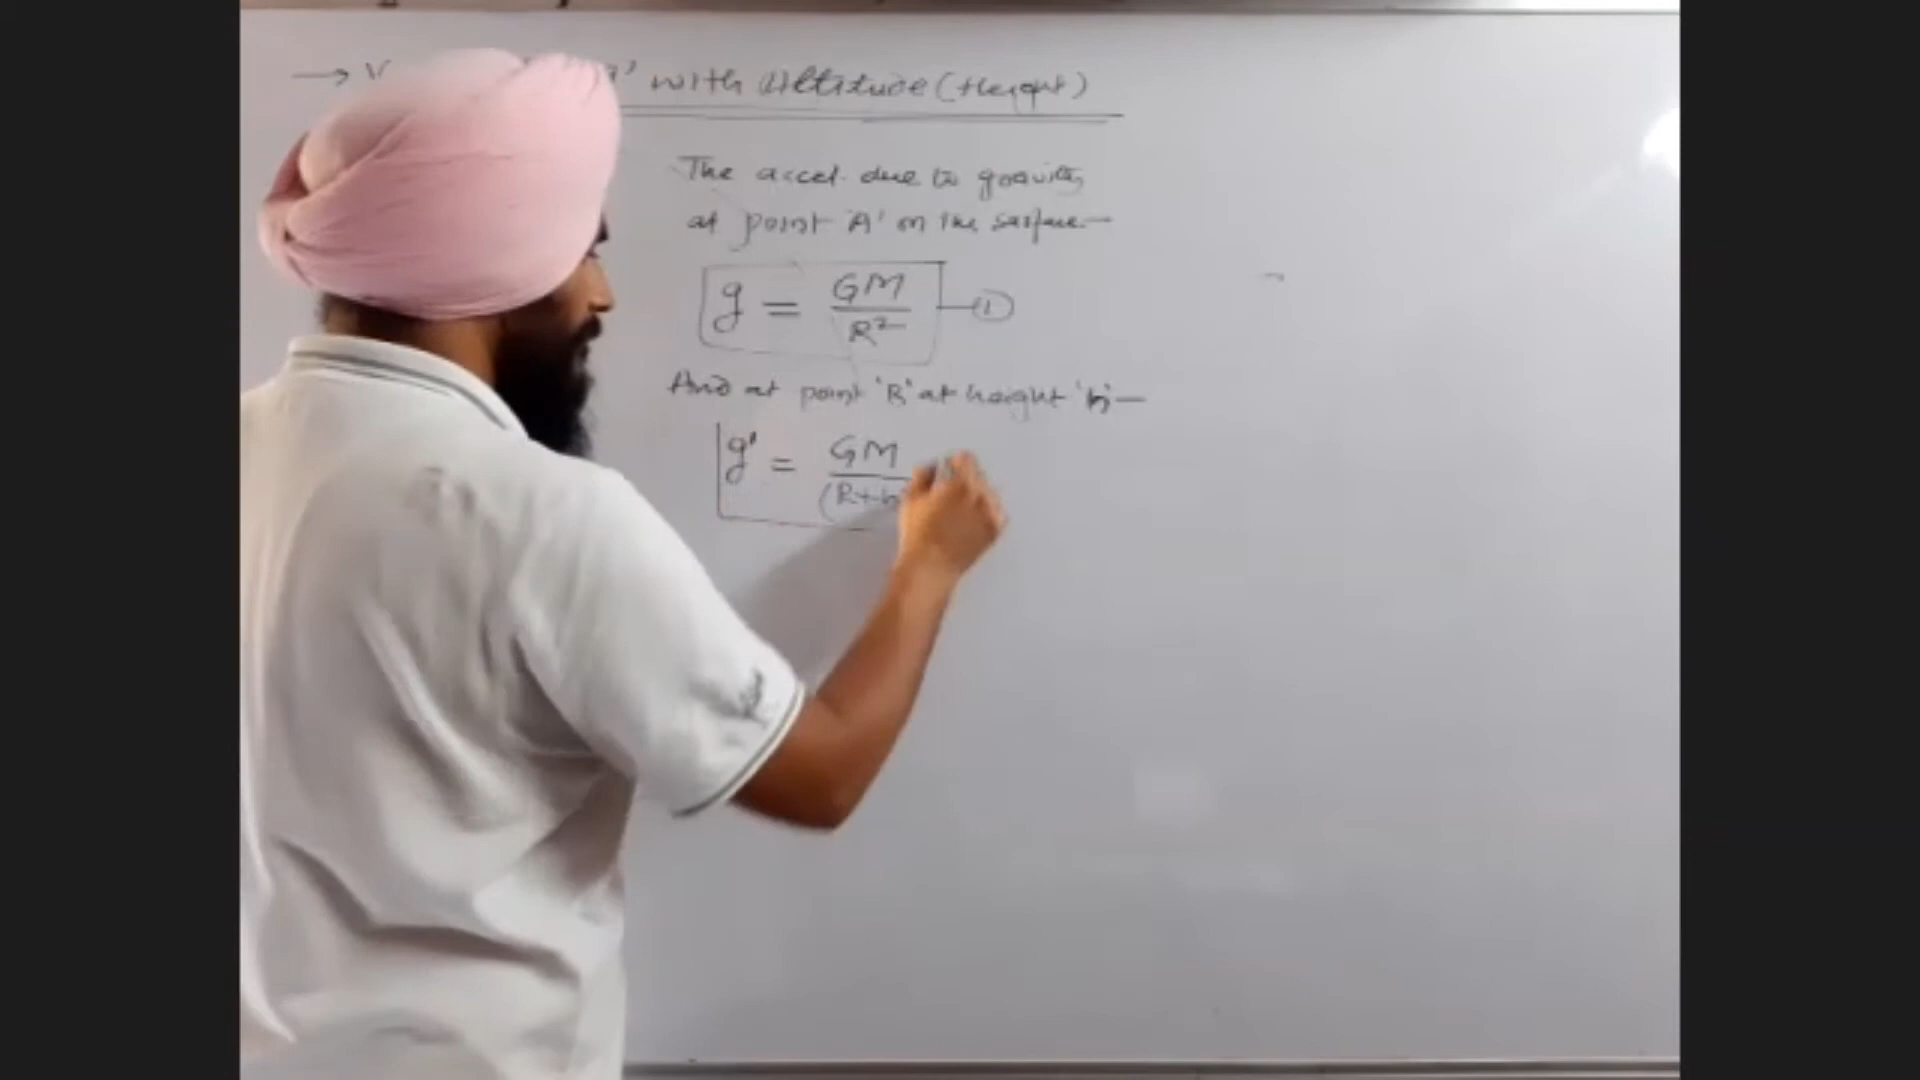 → V ' with Altitude (Height)
The accel. due to gravity
at point 'A' on the surface—
g = GM / R² —①
And at point 'B' at height 'h'—
g' = GM / (R+h